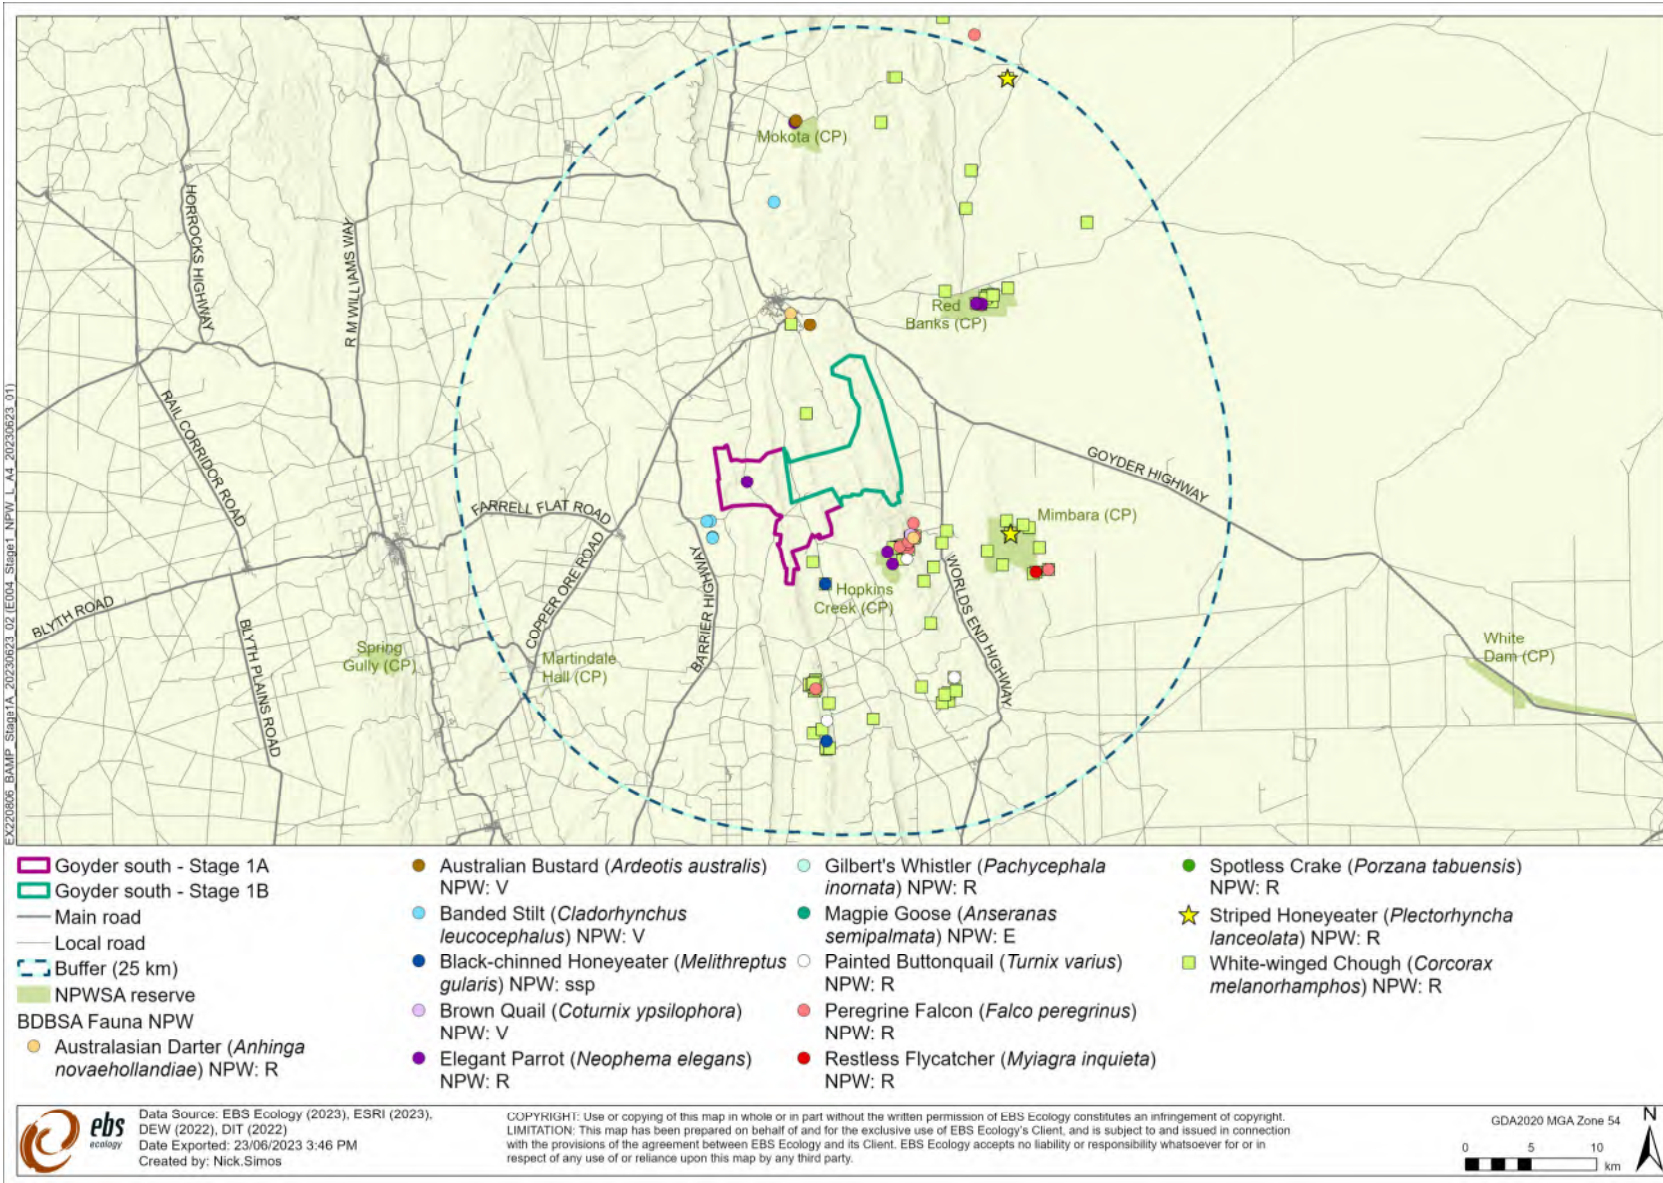 EX220806_BAMP_Stage1A_20230623_02 (E004_Stage1_NPW_L_A4_20230623_01)
Mokota (CP)
HORROCKS HIGHWAY
R M WILLIAMS WAY
Red
Banks (CP)
RAIL CORRIDOR ROAD
GOYDER HIGHWAY
FARRELL FLAT ROAD
Mimbara (CP)
BARRIER HIGHWAY
WORLDS END HIGHWAY
COPPER ORE ROAD
Hopkins
Creek (CP)
BLYTH ROAD
BLYTH PLAINS ROAD
Spring
Gully (CP)
Martindale
Hall (CP)
White
Dam (CP)
Goyder south - Stage 1A
Goyder south - Stage 1B
Main road
Local road
Buffer (25 km)
NPWSA reserve
BDBSA Fauna NPW
Australasian Darter (Anhinga
novaehollandiae) NPW: R
Australian Bustard (Ardeotis australis)
NPW: V
Banded Stilt (Cladorhynchus
leucocephalus) NPW: V
Black-chinned Honeyeater (Melithreptus
gularis) NPW: ssp
Brown Quail (Coturnix ypsilophora)
NPW: V
Elegant Parrot (Neophema elegans)
NPW: R
Gilbert's Whistler (Pachycephala
inornata) NPW: R
Magpie Goose (Anseranas
semipalmata) NPW: E
Painted Buttonquail (Turnix varius)
NPW: R
Peregrine Falcon (Falco peregrinus)
NPW: R
Restless Flycatcher (Myiagra inquieta)
NPW: R
Spotless Crake (Porzana tabuensis)
NPW: R
Striped Honeyeater (Plectorhyncha
lanceolata) NPW: R
White-winged Chough (Corcorax
melanorhamphos) NPW: R
ebs
ecology
Data Source: EBS Ecology (2023), ESRI (2023),
DEW (2022), DIT (2022)
Date Exported: 23/06/2023 3:46 PM
Created by: Nick.Simos
COPYRIGHT: Use or copying of this map in whole or in part without the written permission of EBS Ecology constitutes an infringement of copyright.
LIMITATION: This map has been prepared on behalf of and for the exclusive use of EBS Ecology's Client, and is subject to and issued in connection
with the provisions of the agreement between EBS Ecology and its Client. EBS Ecology accepts no liability or responsibility whatsoever for or in
respect of any use of or reliance upon this map by any third party.
GDA2020 MGA Zone 54
N
0 5 10
km